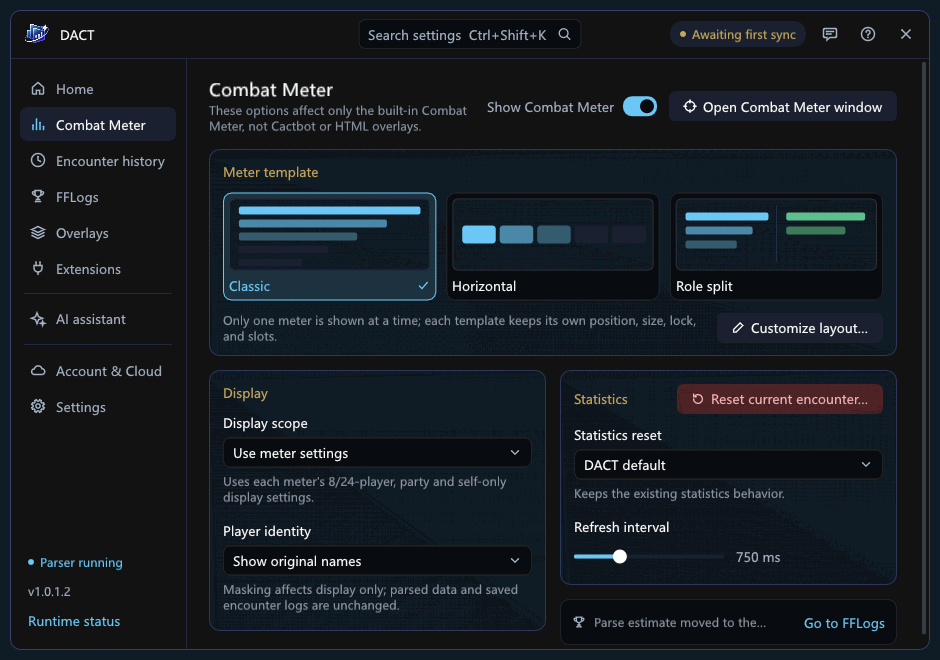 DACT
Search settings Ctrl+Shift+K
Awaiting first sync
Home
Combat Meter
Encounter history
FFLogs
Overlays
Extensions
AI assistant
Account & Cloud
Settings
Parser running
v1.0.1.2
Runtime status
Combat Meter
These options affect only the built-in Combat
Meter, not Cactbot or HTML overlays.
Show Combat Meter
Open Combat Meter window
Meter template
Classic
Horizontal
Role split
Only one meter is shown at a time; each template keeps its own position, size, lock,
and slots.
Customize layout...
Display
Display scope
Use meter settings
Uses each meter's 8/24-player, party and self-only
display settings.
Player identity
Show original names
Masking affects display only; parsed data and saved
encounter logs are unchanged.
Statistics
Reset current encounter...
Statistics reset
DACT default
Keeps the existing statistics behavior.
Refresh interval
750 ms
Parse estimate moved to the...
Go to FFLogs